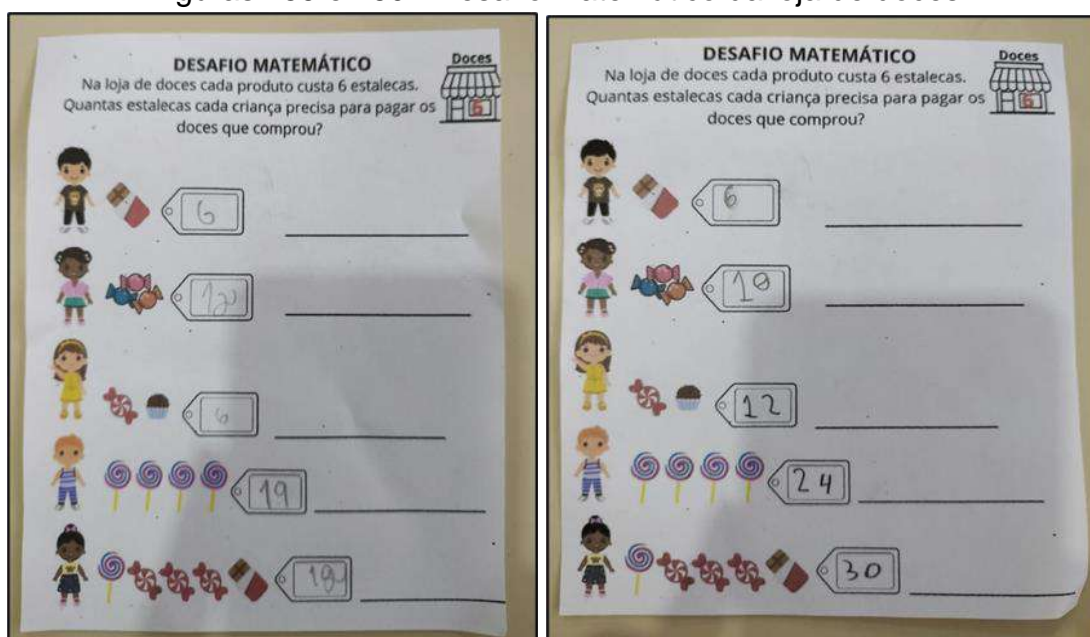 DESAFIO MATEMÁTICO
Doces
Na loja de doces cada produto custa 6 estalecas.
Quantas estalecas cada criança precisa para pagar os
doces que comprou?
6
6
6
19
DESAFIO MATEMÁTICO
Doces
Na loja de doces cada produto custa 6 estalecas.
Quantas estalecas cada criança precisa para pagar os
doces que comprou?
6
6
12
24
30